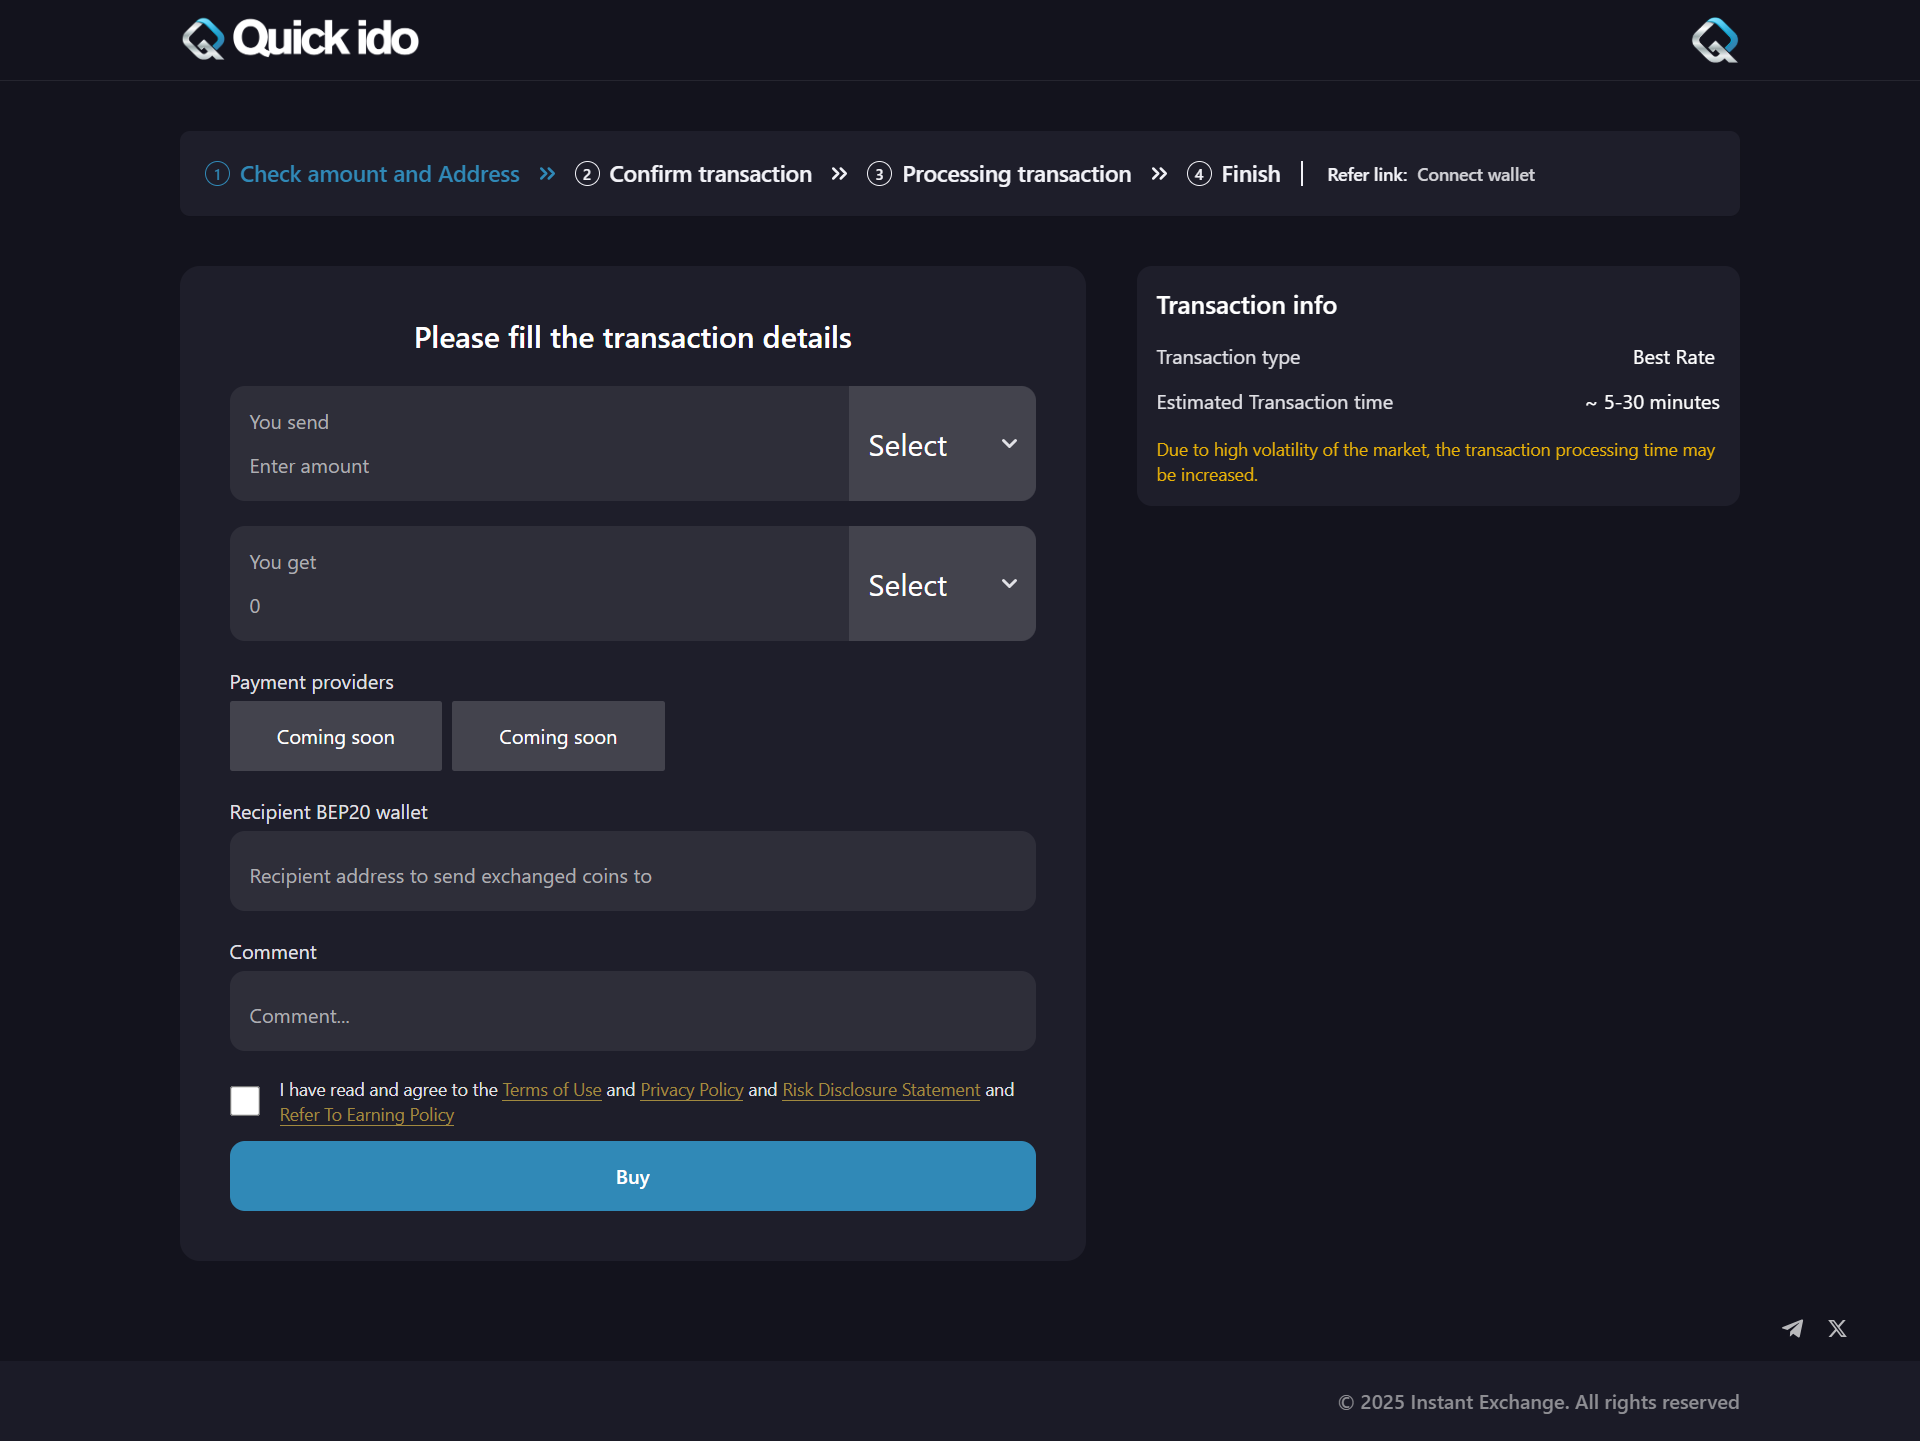 Quick ido
1 Check amount and Address » 2 Confirm transaction » 3 Processing transaction » 4 Finish | Refer link: Connect wallet
Please fill the transaction details
You send
Enter amount
Select
You get
0
Select
Payment providers
Coming soon Coming soon
Recipient BEP20 wallet
Recipient address to send exchanged coins to
Comment
Comment...
I have read and agree to the Terms of Use and Privacy Policy and Risk Disclosure Statement and
Refer To Earning Policy
Buy
Transaction info
Transaction type Best Rate
Estimated Transaction time ~ 5-30 minutes
Due to high volatility of the market, the transaction processing time may
be increased.
© 2025 Instant Exchange. All rights reserved